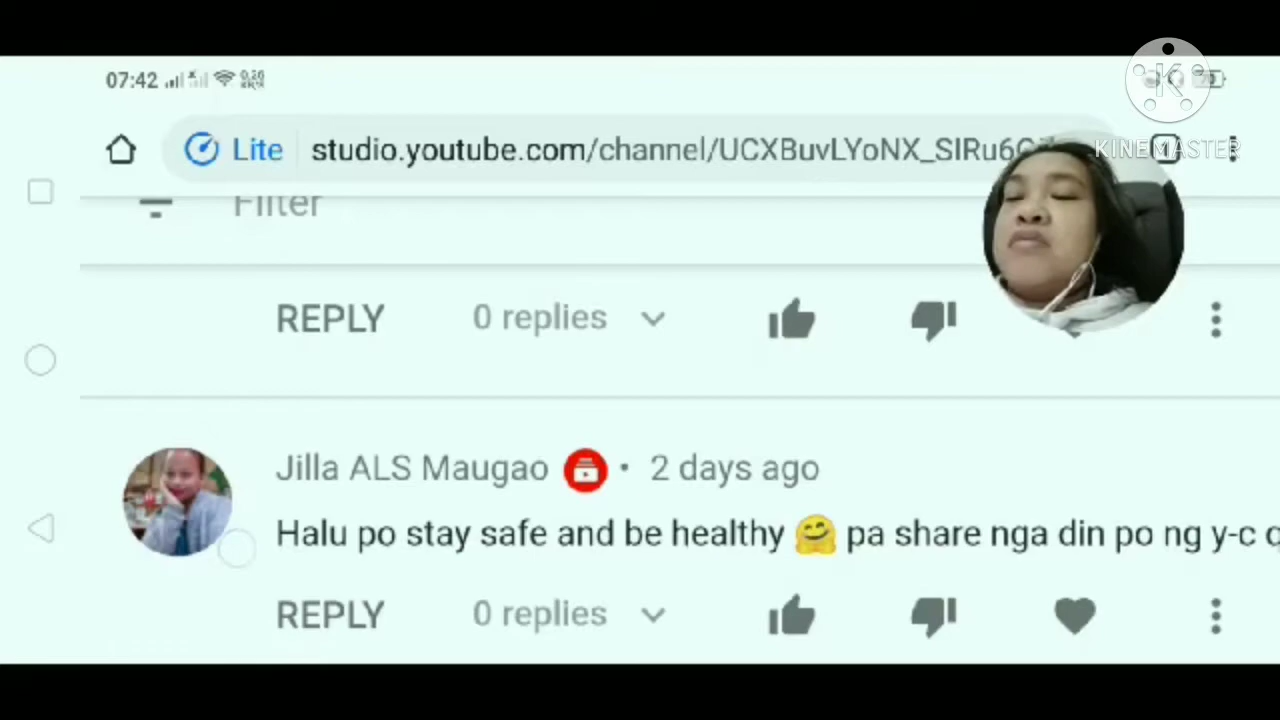 07:42
KINEMASTER
Lite studio.youtube.com/channel/UCXBuvLYoNX_SIRu6
Filter
REPLY 0 replies
Jilla ALS Maugao • 2 days ago
Halu po stay safe and be healthy 🤗 pa share nga din po ng y-c q
REPLY 0 replies